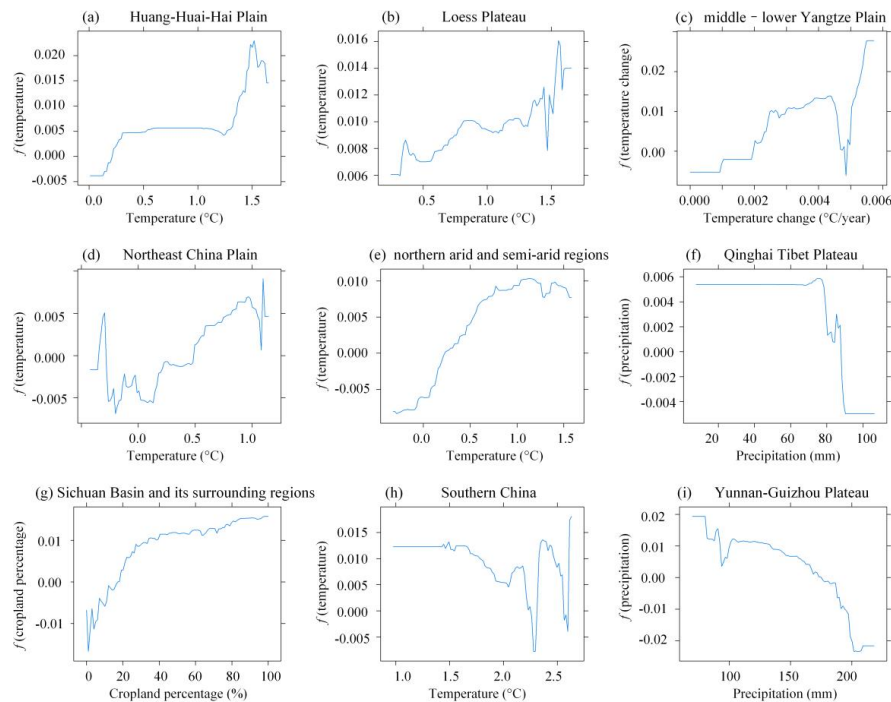 (a) Huang-Huai-Hai Plain
f (temperature)
0.020
0.015
0.010
0.005
0.000
-0.005
0.0 0.5 1.0 1.5
Temperature (°C)
(b) Loess Plateau
f (temperature)
0.016
0.014
0.012
0.010
0.008
0.006
0.5 1.0 1.5
Temperature (°C)
(c) middle - lower Yangtze Plain
f (temperature change)
0.02
0.01
0.00
0.000 0.002 0.004 0.006
Temperature change (°C/year)
(d) Northeast China Plain
f (temperature)
0.005
0.000
-0.005
0.0 0.5 1.0
Temperature (°C)
(e) northern arid and semi-arid regions
f (temperature)
0.010
0.005
0.000
-0.005
0.0 0.5 1.0 1.5
Temperature (°C)
(f) Qinghai Tibet Plateau
f (precipitation)
0.006
0.004
0.002
0.000
-0.002
-0.004
20 40 60 80 100
Precipitation (mm)
(g) Sichuan Basin and its surrounding regions
f (cropland percentage)
0.01
0.00
-0.01
0 20 40 60 80 100
Cropland percentage (%)
(h) Southern China
f (temperature)
0.015
0.010
0.005
0.000
-0.005
1.0 1.5 2.0 2.5
Temperature (°C)
(i) Yunnan-Guizhou Plateau
f (precipitation)
0.02
0.01
0.00
-0.01
-0.02
100 150 200
Precipitation (mm)